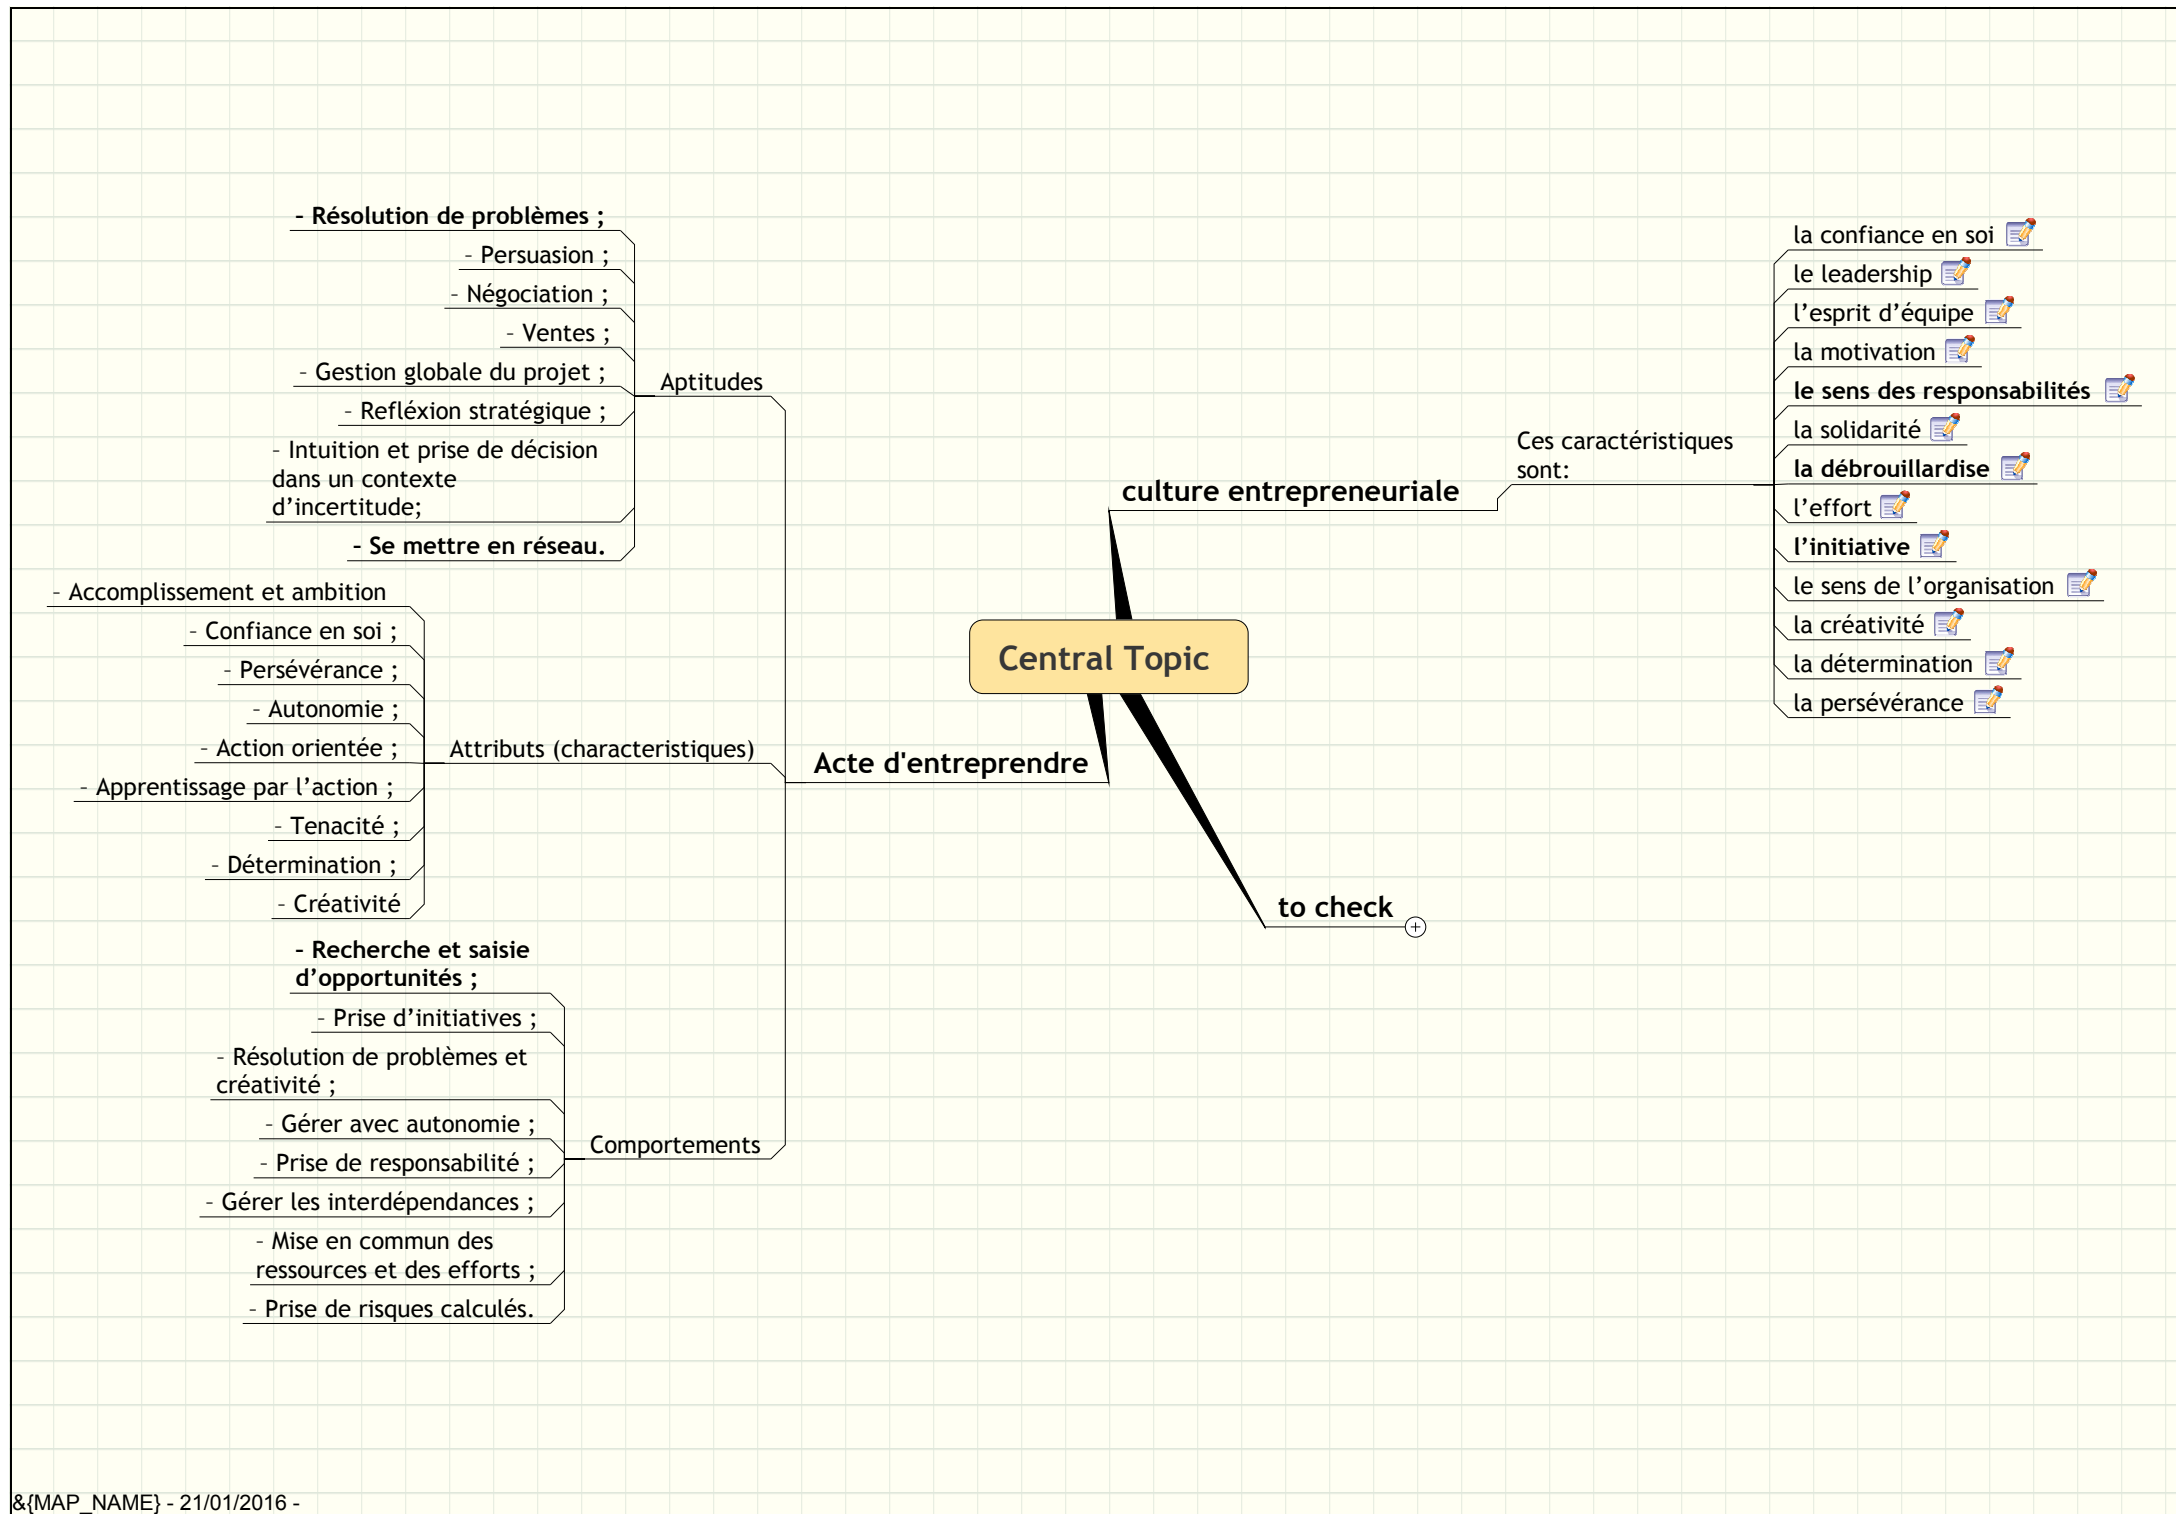 - Résolution de problèmes ;
- Persuasion ;
- Négociation ;
- Ventes ;
- Gestion globale du projet ;
- Refléxion stratégique ;
- Intuition et prise de décision
dans un contexte
d’incertitude;
- Se mettre en réseau.
Aptitudes
- Accomplissement et ambition
- Confiance en soi ;
- Persévérance ;
- Autonomie ;
- Action orientée ;
- Apprentissage par l’action ;
- Tenacité ;
- Détermination ;
- Créativité
Attributs (characteristiques)
- Recherche et saisie
d’opportunités ;
- Prise d’initiatives ;
- Résolution de problèmes et
créativité ;
- Gérer avec autonomie ;
- Prise de responsabilité ;
- Gérer les interdépendances ;
- Mise en commun des
ressources et des efforts ;
- Prise de risques calculés.
Comportements
Acte d'entreprendre
Central Topic
culture entrepreneuriale
Ces caractéristiques
sont:
la confiance en soi
le leadership
l’esprit d’équipe
la motivation
le sens des responsabilités
la solidarité
la débrouillardise
l’effort
l’initiative
le sens de l’organisation
la créativité
la détermination
la persévérance
to check
&{MAP_NAME} - 21/01/2016 -